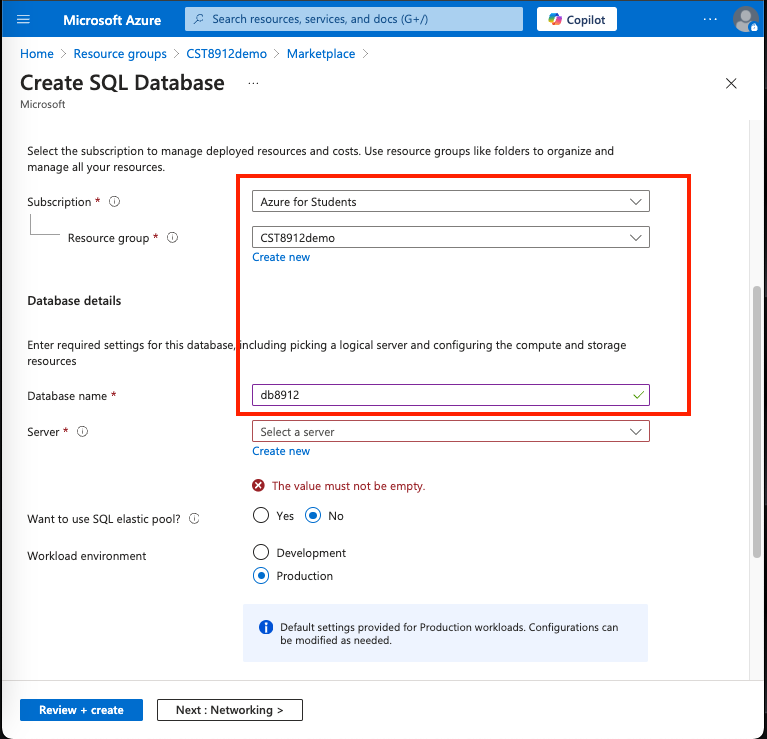 Microsoft Azure
Search resources, services, and docs (G+/)
Copilot
...
Home > Resource groups > CST8912demo > Marketplace >
Create SQL Database ...
Microsoft
Select the subscription to manage deployed resources and costs. Use resource groups like folders to organize and
manage all your resources.
Subscription *
Azure for Students
Resource group *
CST8912demo
Create new
Database details
Enter required settings for this database, including picking a logical server and configuring the compute and storage
resources
Database name *
db8912
Server *
Select a server
Create new
The value must not be empty.
Want to use SQL elastic pool?
Yes No
Workload environment
Development
Production
Default settings provided for Production workloads. Configurations can
be modified as needed.
Review + create
Next : Networking >